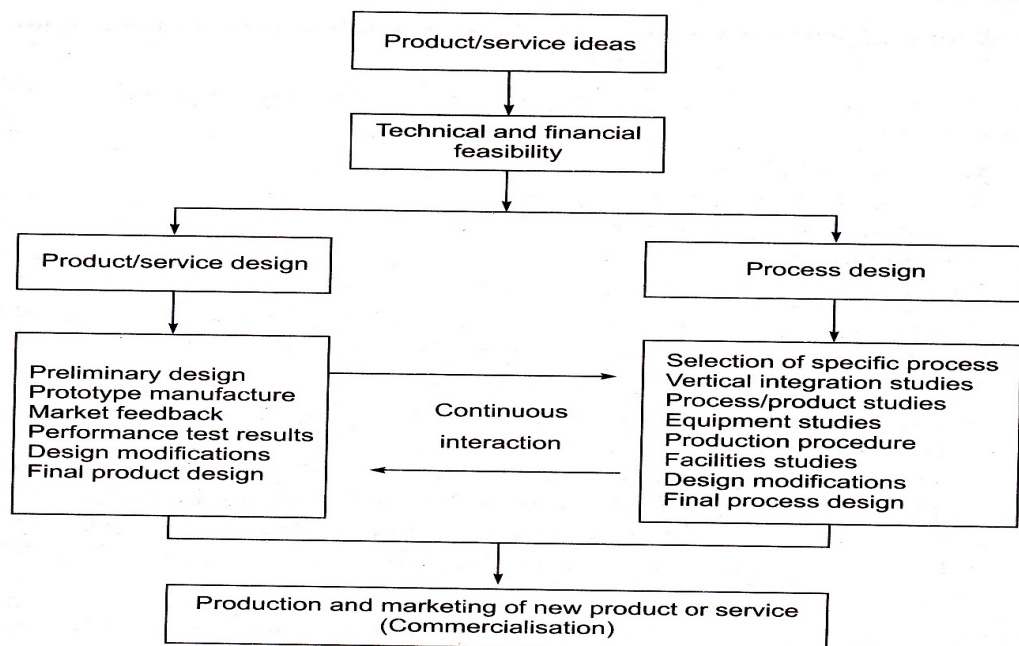 Product/service ideas
Technical and financial
feasibility
Product/service design
Process design
Preliminary design
Prototype manufacture
Market feedback
Performance test results
Design modifications
Final product design
Continuous
interaction
Selection of specific process
Vertical integration studies
Process/product studies
Equipment studies
Production procedure
Facilities studies
Design modifications
Final process design
Production and marketing of new product or service
(Commercialisation)